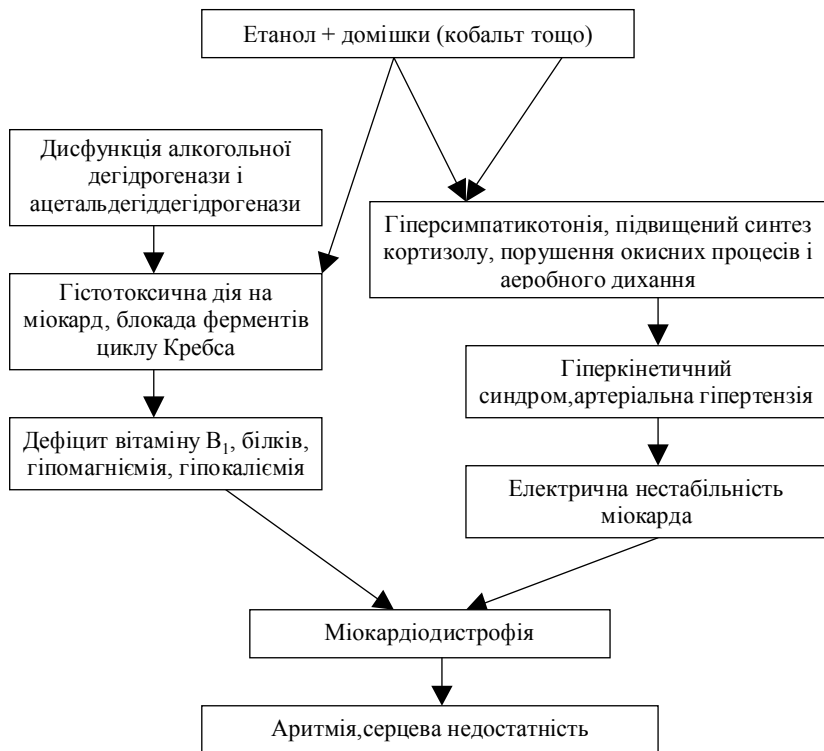 Етанол + домішки (кобальт тощо)
Дисфункція алкогольної
дегідрогенази і
ацетальдегіддегідрогенази
Гіперсимпатикотонія, підвищений синтез
кортизолу, порушення окисних процесів і
аеробного дихання
Гістотоксична дія на
міокард, блокада ферментів
циклу Кребса
Гіперкінетичний
синдром,артеріальна гіпертензія
Дефіцит вітаміну В₁, білків,
гіпомагніємія, гіпокаліємія
Електрична нестабільність
міокарда
Міокардіодистрофія
Аритмія,серцева недостатність